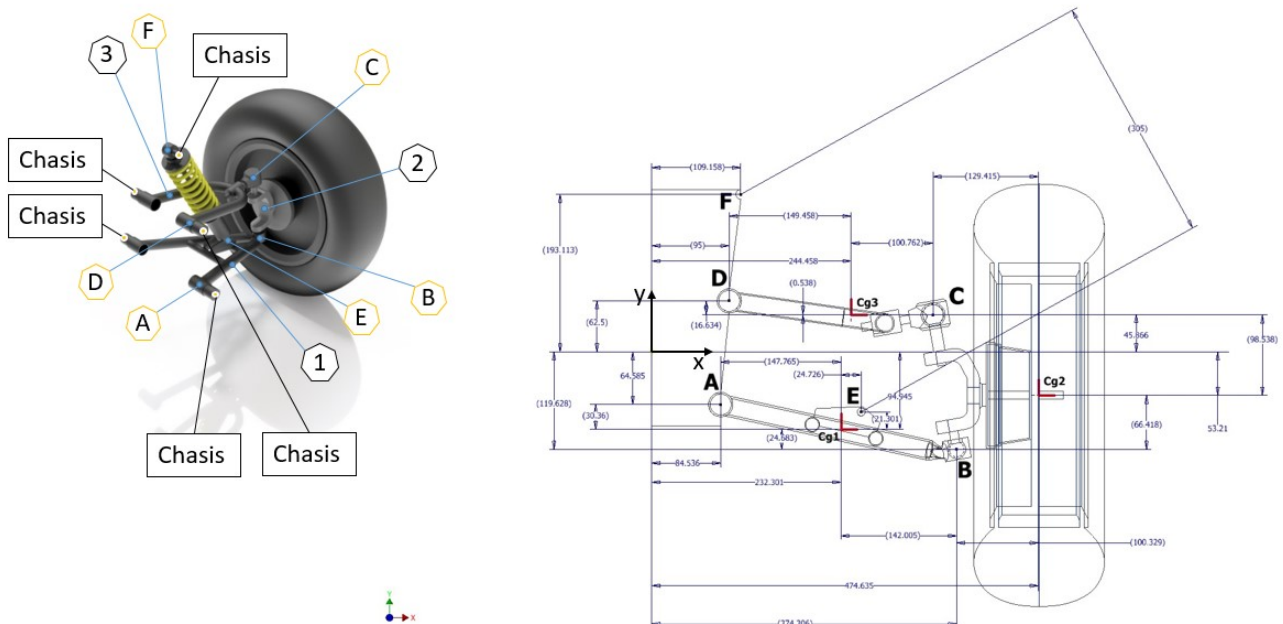 F
3
Chasis
C
Chasis
2
Chasis
D
A
E
B
1
Chasis
Chasis
Y
X
(305)
(109.158)
(129.415)
F
(149.458)
(193.113)
(95)
(100.762)
244.458
D
(0.538)
Cg3
C
y
(62.5)
(16.634)
45.366
(98.538)
x
(147.765)
A
64.585
(24.726)
94.945
Cg2
E
(119.628)
(30.36)
(21.301)
(66.418)
53.21
Cg1
(24.683)
B
84.536
232.301
(142.005)
(100.329)
474.635
(374.306)